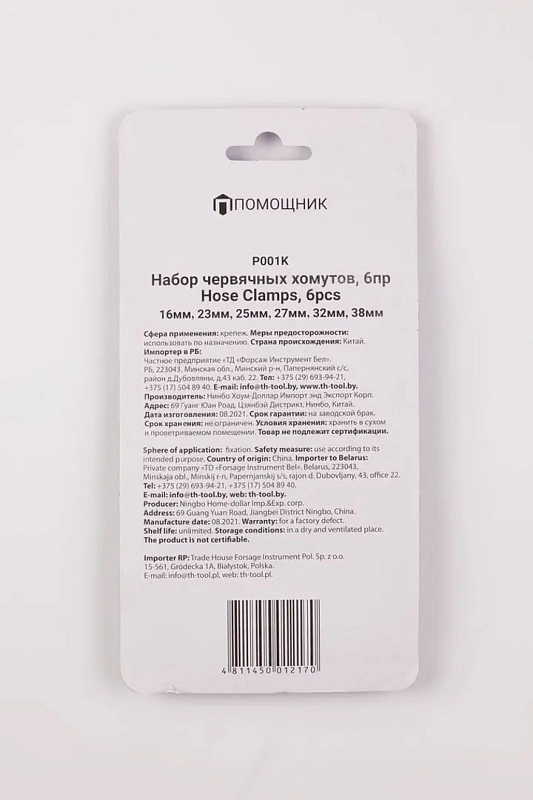 ПОМОЩНИК
P001K
Набор червячных хомутов, 6пр
Hose Clamps, 6pcs
16мм, 23мм, 25мм, 27мм, 32мм, 38мм
Сфера применения: крепеж. Меры предосторожности:
использовать по назначению. Страна происхождения: Китай.
Импортер в РБ:
Частное предприятие «ТД «Форсаж Инструмент Бел».
РБ, 223043, Минская обл., Минский р-н, Папернянский с/с,
район д.Дубовляны, д.43 каб. 22. Тел: +375 (29) 693-94-21,
+375 (17) 504 89 40. E-mail: info@th-tool.by, www.th-tool.by.
Производитель: Нинбо Хоум-Доллар Импорт энд Экспорт Корп.
Адрес: 69 Гуанг Юан Роад, Цзянбэй Дистрикт, Нинбо, Китай.
Дата изготовления: 08.2021. Срок гарантии: на заводской брак.
Срок хранения: не ограничен. Условия хранения: хранить в сухом
и проветриваемом помещении. Товар не подлежит сертификации.
Sphere of application: fixation. Safety measure: use according to its
intended purpose. Country of origin: China. Importer to Belarus:
Private company «TD «Forsage Instrument Bel». Belarus, 223043,
Minskaja obl., Minskij r-n, Papernjanskij s/s, rajon d. Dubovljany, 43; office 22.
Tel: +375 (29) 693-94-21, +375 (17) 504 89 40.
E-mail: info@th-tool.by, web: th-tool.by.
Producer: Ningbo Home-dollar Imp.&Exp. corp.
Address: 69 Guang Yuan Road, Jiangbei District Ningbo, China.
Manufacture date: 08.2021. Warranty: for a factory defect.
Shelf life: unlimited. Storage conditions: in a dry and ventilated place.
The product is not certifiable.
Importer RP: Trade House Forsage Instrument Pol. Sp. z o.o.
15-561, Grodecka 1A, Białystok, Polska.
E-mail: info@th-tool.by, web: th-tool.by.
4 811450 012170